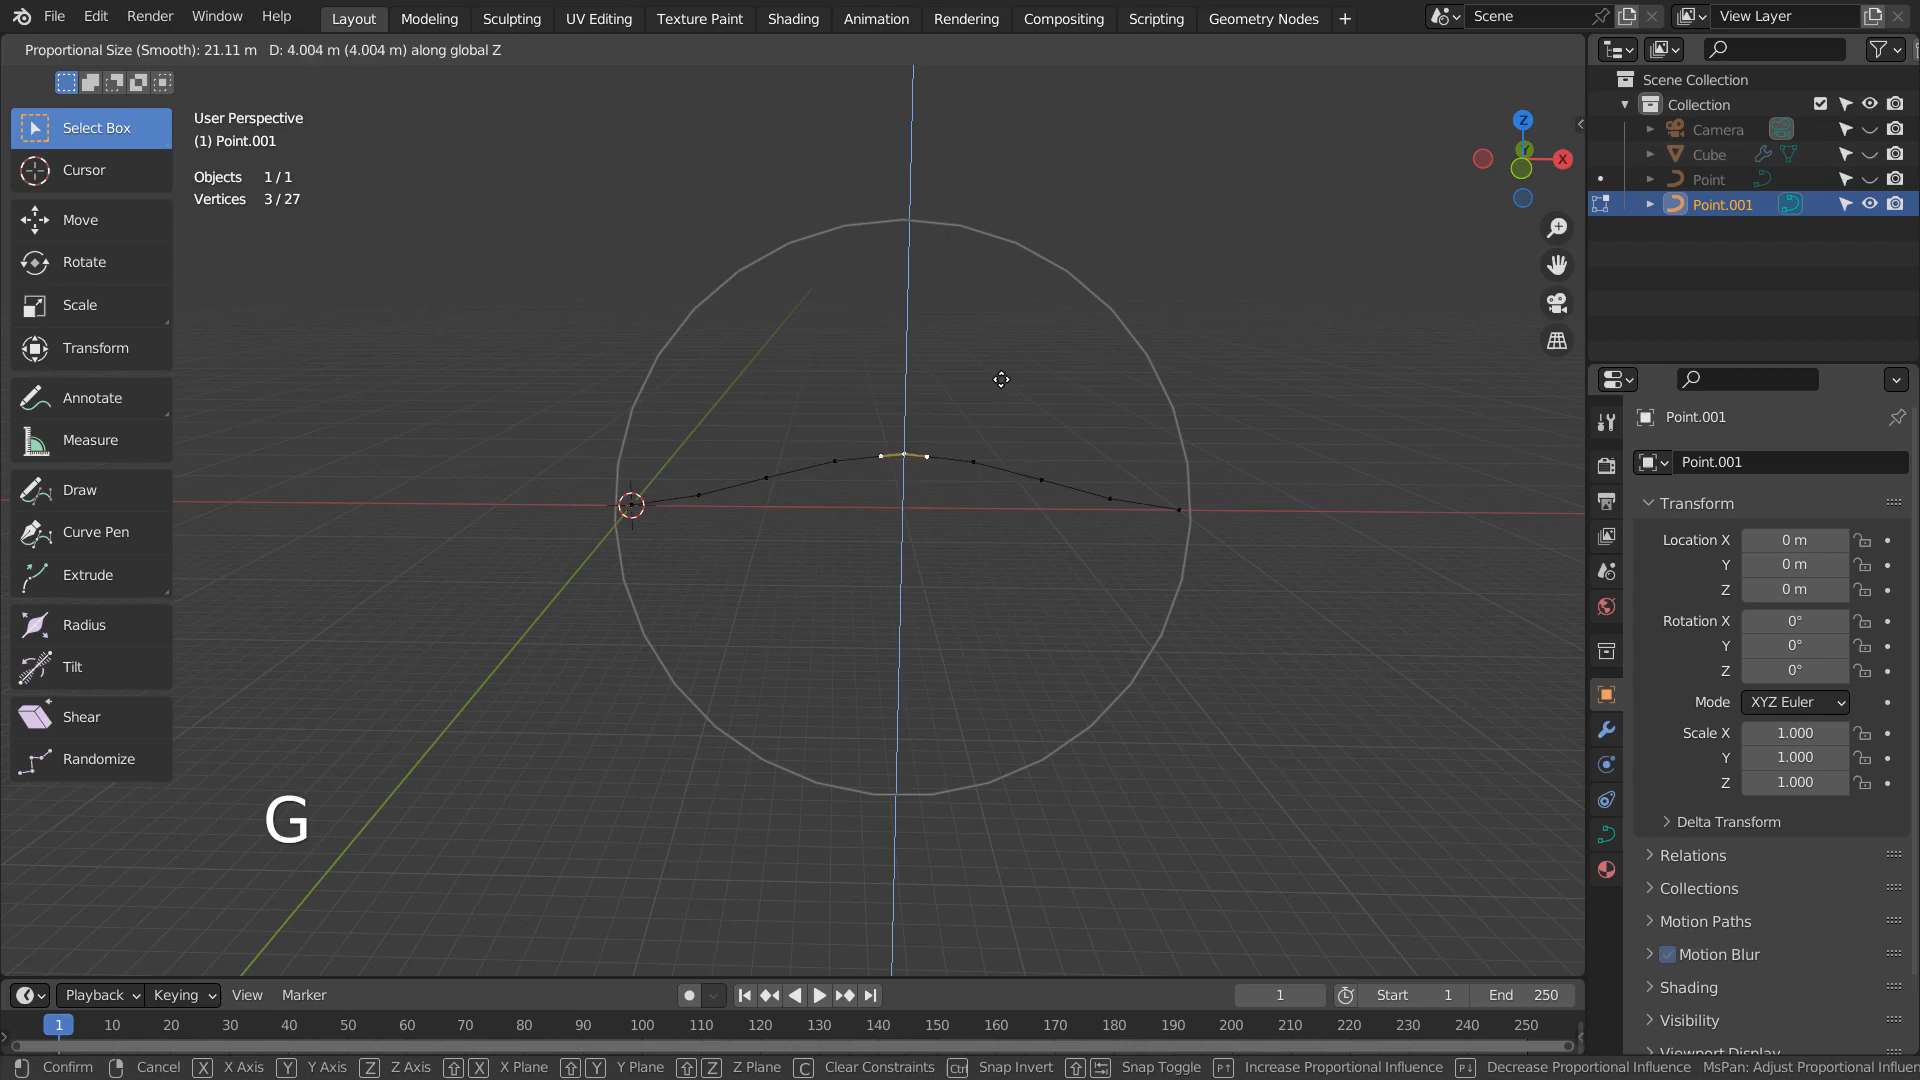 File Edit Render Window Help Layout Modeling Sculpting UV Editing Texture Paint Shading Animation Rendering Compositing Scripting Geometry Nodes + Scene View Layer
Proportional Size (Smooth): 21.11 m D: 4.004 m (4.004 m) along global Z
User Perspective
(1) Point.001
Objects 1 / 1
Vertices 3 / 27
Select Box
Cursor
Move
Rotate
Scale
Transform
Annotate
Measure
Draw
Curve Pen
Extrude
Radius
Tilt
Shear
Randomize
G
Z
Y
X
Scene Collection
Collection
Camera
Cube
Point
Point.001
Point.001
Point.001
Transform
Location X 0 m
Y 0 m
Z 0 m
Rotation X 0°
Y 0°
Z 0°
Mode XYZ Euler
Scale X 1.000
Y 1.000
Z 1.000
Delta Transform
Relations
Collections
Motion Paths
Motion Blur
Shading
Visibility
Viewport Display
Playback Keying View Marker 1 Start 1 End 250
1 10 20 30 40 50 60 70 80 90 100 110 120 130 140 150 160 170 180 190 200 210 220 230 240 250
Confirm Cancel X X Axis Y Y Axis Z Z Axis X X Plane Y Y Plane Z Z Plane C Clear Constraints Ctrl Snap Invert Snap Toggle P↑ Increase Proportional Influence P↓ Decrease Proportional Influence MsPan: Adjust Proportional Influen